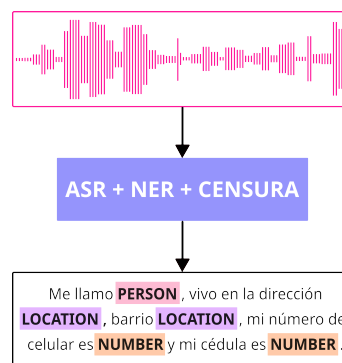 ASR + NER + CENSURA
Me llamo PERSON, vivo en la dirección
LOCATION, barrio LOCATION, mi número de
celular es NUMBER y mi cédula es NUMBER.